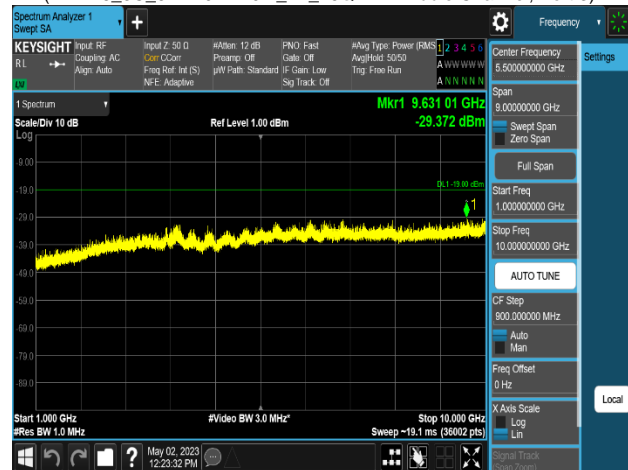 Spectrum Analyzer 1
Swept SA
Frequency
KEYSIGHT
RL
Input: RF
Coupling: AC
Align: Auto
Input Z: 50 Ω
Corr CCorr
Freq Ref: Int (S)
NFE: Adaptive
#Atten: 12 dB
Preamp: Off
µW Path: Standard
PNO: Fast
Gate: Off
IF Gain: Low
Sig Track: Off
#Avg Type: Power (RMS)
Avg|Hold: 50/50
Trig: Free Run
1 2 3 4 5 6
A W W W W W
A N N N N N
1 Spectrum
Scale/Div 10 dB
Log
Ref Level 1.00 dBm
Mkr1 9.631 01 GHz
-29.372 dBm
-9.00
-19.0
-29.0
-39.0
-49.0
-59.0
-69.0
-79.0
-89.0
DL1 -19.00 dBm
1
Start 1.000 GHz
#Res BW 1.0 MHz
#Video BW 3.0 MHz*
Stop 10.000 GHz
Sweep ~19.1 ms (36002 pts)
Center Frequency
5.500000000 GHz
Span
9.00000000 GHz
Swept Span
Zero Span
Full Span
Start Freq
1.000000000 GHz
Stop Freq
10.000000000 GHz
AUTO TUNE
CF Step
900.000000 MHz
Auto
Man
Freq Offset
0 Hz
X Axis Scale
Log
Lin
Signal Track
(Span Zoom)
Settings
Local
?
May 02, 2023
12:23:32 PM